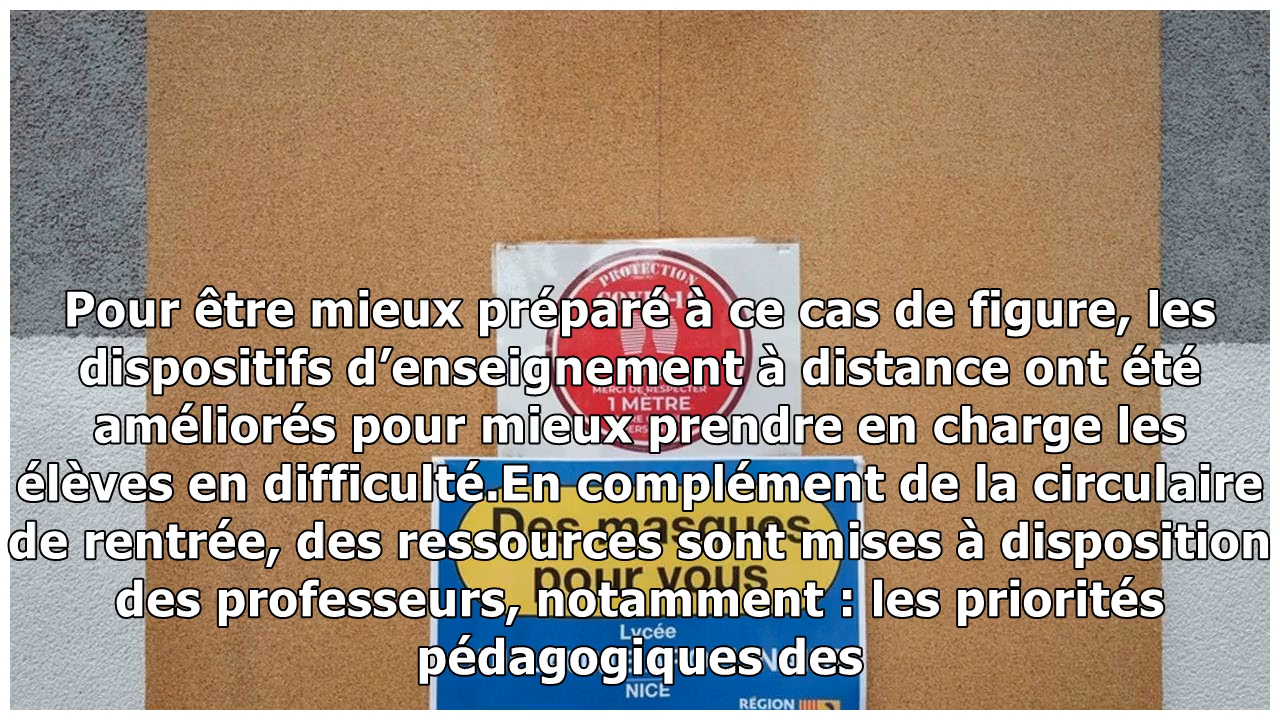 PROTECTION
Pour être mieux préparé à ce cas de figure, les
dispositifs d’enseignement à distance ont été
MERCI DE RESPECTER
1 MÈTRE
améliorés pour mieux prendre en charge les
élèves en difficulté.En complément de la circulaire
Des masques
de rentrée, des ressources sont mises à disposition
pour vous
des professeurs, notamment : les priorités
Lycée
pédagogiques des
NICE
RÉGION